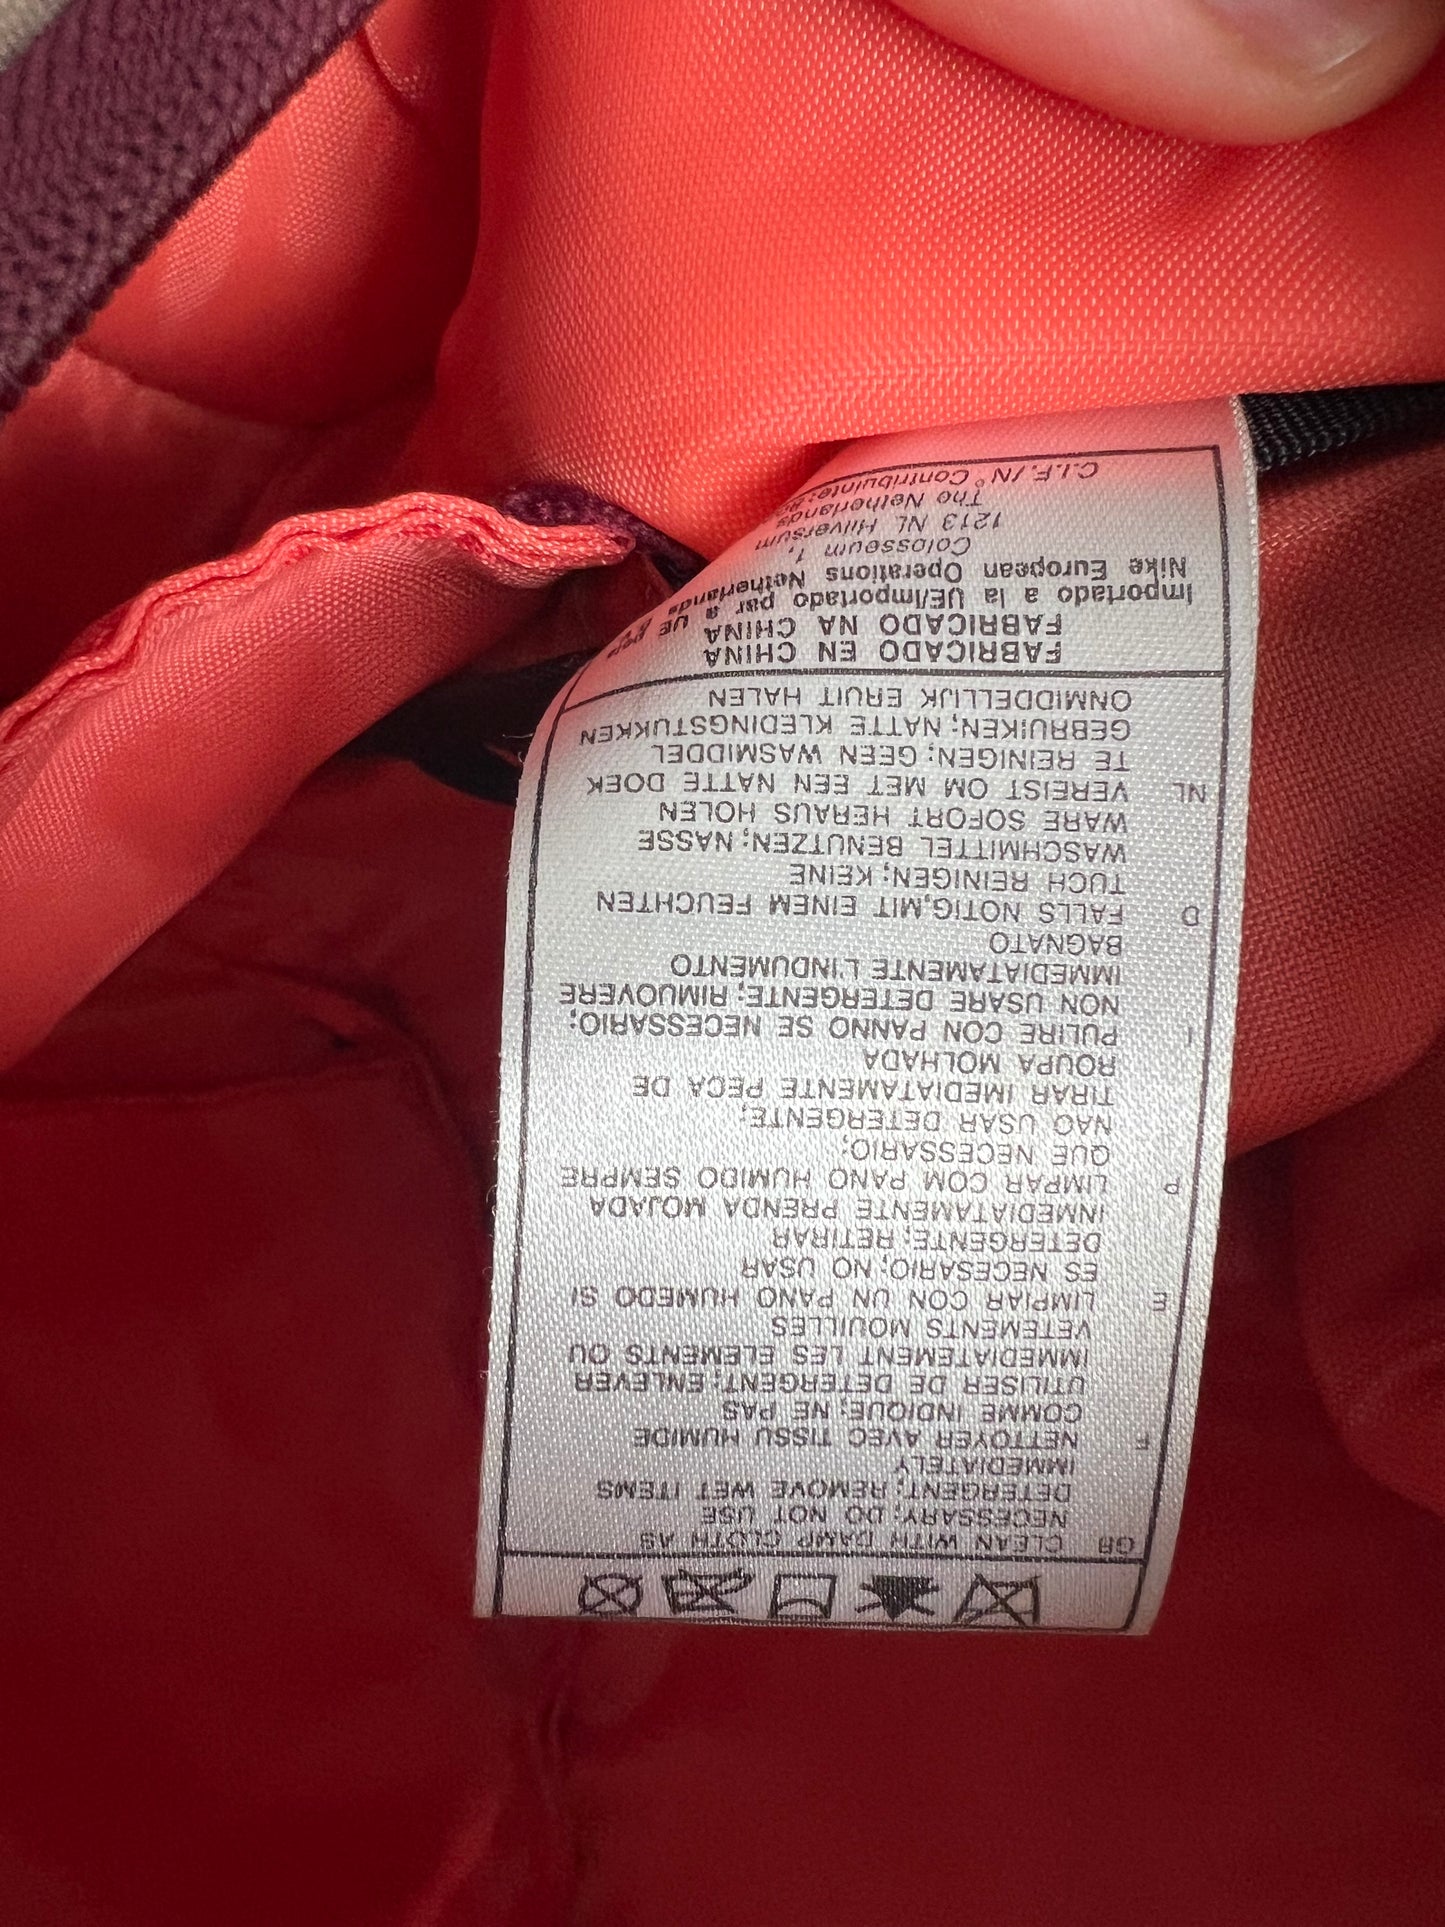 GB CLEAN WITH DAMP CLOTH AS
NECESSARY; DO NOT USE
DETERGENT; REMOVE WET ITEMS
IMMEDIATELY
F NETTOYER AVEC TISSU HUMIDE
COMME INDIQUE; NE PAS
UTILISER DE DETERGENT; ENLEVER
IMMEDIATEMENT LES ELEMENTS OU
VETEMENTS MOUILLES
E LIMPIAR CON UN PANO HUMEDO SI
ES NECESARIO; NO USAR
DETERGENTE; RETIRAR
INMEDIATAMENTE PRENDA MOJADA
P LIMPAR COM PANO HUMIDO SEMPRE
QUE NECESSARIO;
NAO USAR DETERGENTE;
TIRAR IMEDIATAMENTE PECA DE
ROUPA MOLHADA
I PULIRE CON PANNO SE NECESSARIO;
NON USARE DETERGENTE; RIMUOVERE
IMMEDIATAMENTE L'INDUMENTO
BAGNATO
D FALLS NOTIG,MIT EINEM FEUCHTEN
TUCH REINIGEN; KEINE
WASCHMITTEL BENUTZEN; NASSE
WARE SOFORT HERAUS HOLEN
NL VEREIST OM MET EEN NATTE DOEK
TE REINIGEN; GEEN WASMIDDEL
GEBRUIKEN; NATTE KLEDINGSTUKKEN
ONMIDDELLIJK ERUIT HALEN
FABRICADO EN CHINA
FABRICADO NA CHINA
Importado a la UE/Importado par a UE
Nike European Operations Netherlands
Colosseum 1,
1213 NL Hilversum
The Netherlands
C.I.F./N° Contribuinte: